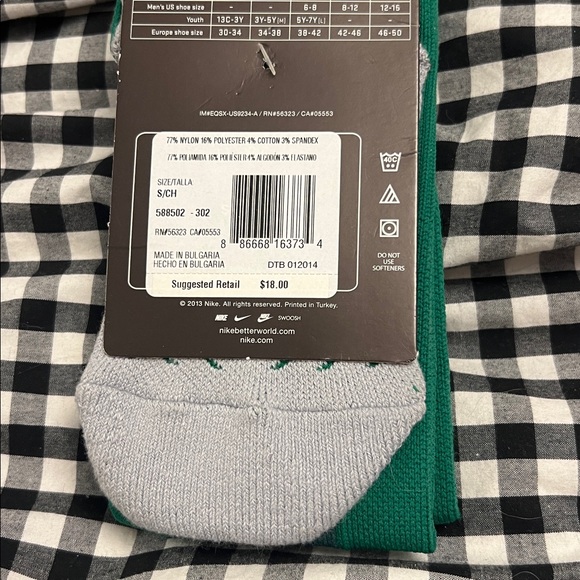 Men's US shoe size - - 6-8 8-12 12-15
Youth 13C-3Y 3Y-5Y(M) 5Y-7Y(L) - -
Europe shoe size 30-34 34-38 38-42 42-46 46-50
IM#EQSX-US9234-A / RN#56323 / CA#05553
77% NYLON 16% POLYESTER 4% COTTON 3% SPANDEX
77% POLIAMIDA 16% POLIÉSTER 4% ALGODÓN 3% ELASTANO
SIZE/TALLA
S/CH
588502 - 302
RN#56323 CA#05553
8 86668 16373 4
MADE IN BULGARIA
HECHO EN BULGARIA
DTB 012014
Suggested Retail $18.00
40C
DO NOT
USE
SOFTENERS
© 2013 Nike. All rights reserved. Printed in Turkey.
NIKE NIKE SWOOSH
nikebetterworld.com
nike.com